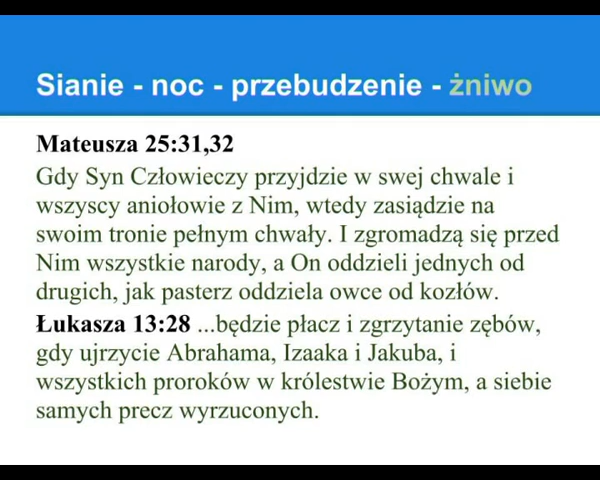 Sianie - noc - przebudzenie - żniwo
Mateusza 25:31,32
Gdy Syn Człowieczy przyjdzie w swej chwale i
wszyscy aniołowie z Nim, wtedy zasiądzie na
swoim tronie pełnym chwały. I zgromadzą się przed
Nim wszystkie narody, a On oddzieli jednych od
drugich, jak pasterz oddziela owce od kozłów.
Łukasza 13:28 ...będzie płacz i zgrzytanie zębów,
gdy ujrzycie Abrahama, Izaaka i Jakuba, i
wszystkich proroków w królestwie Bożym, a siebie
samych precz wyrzuconych.